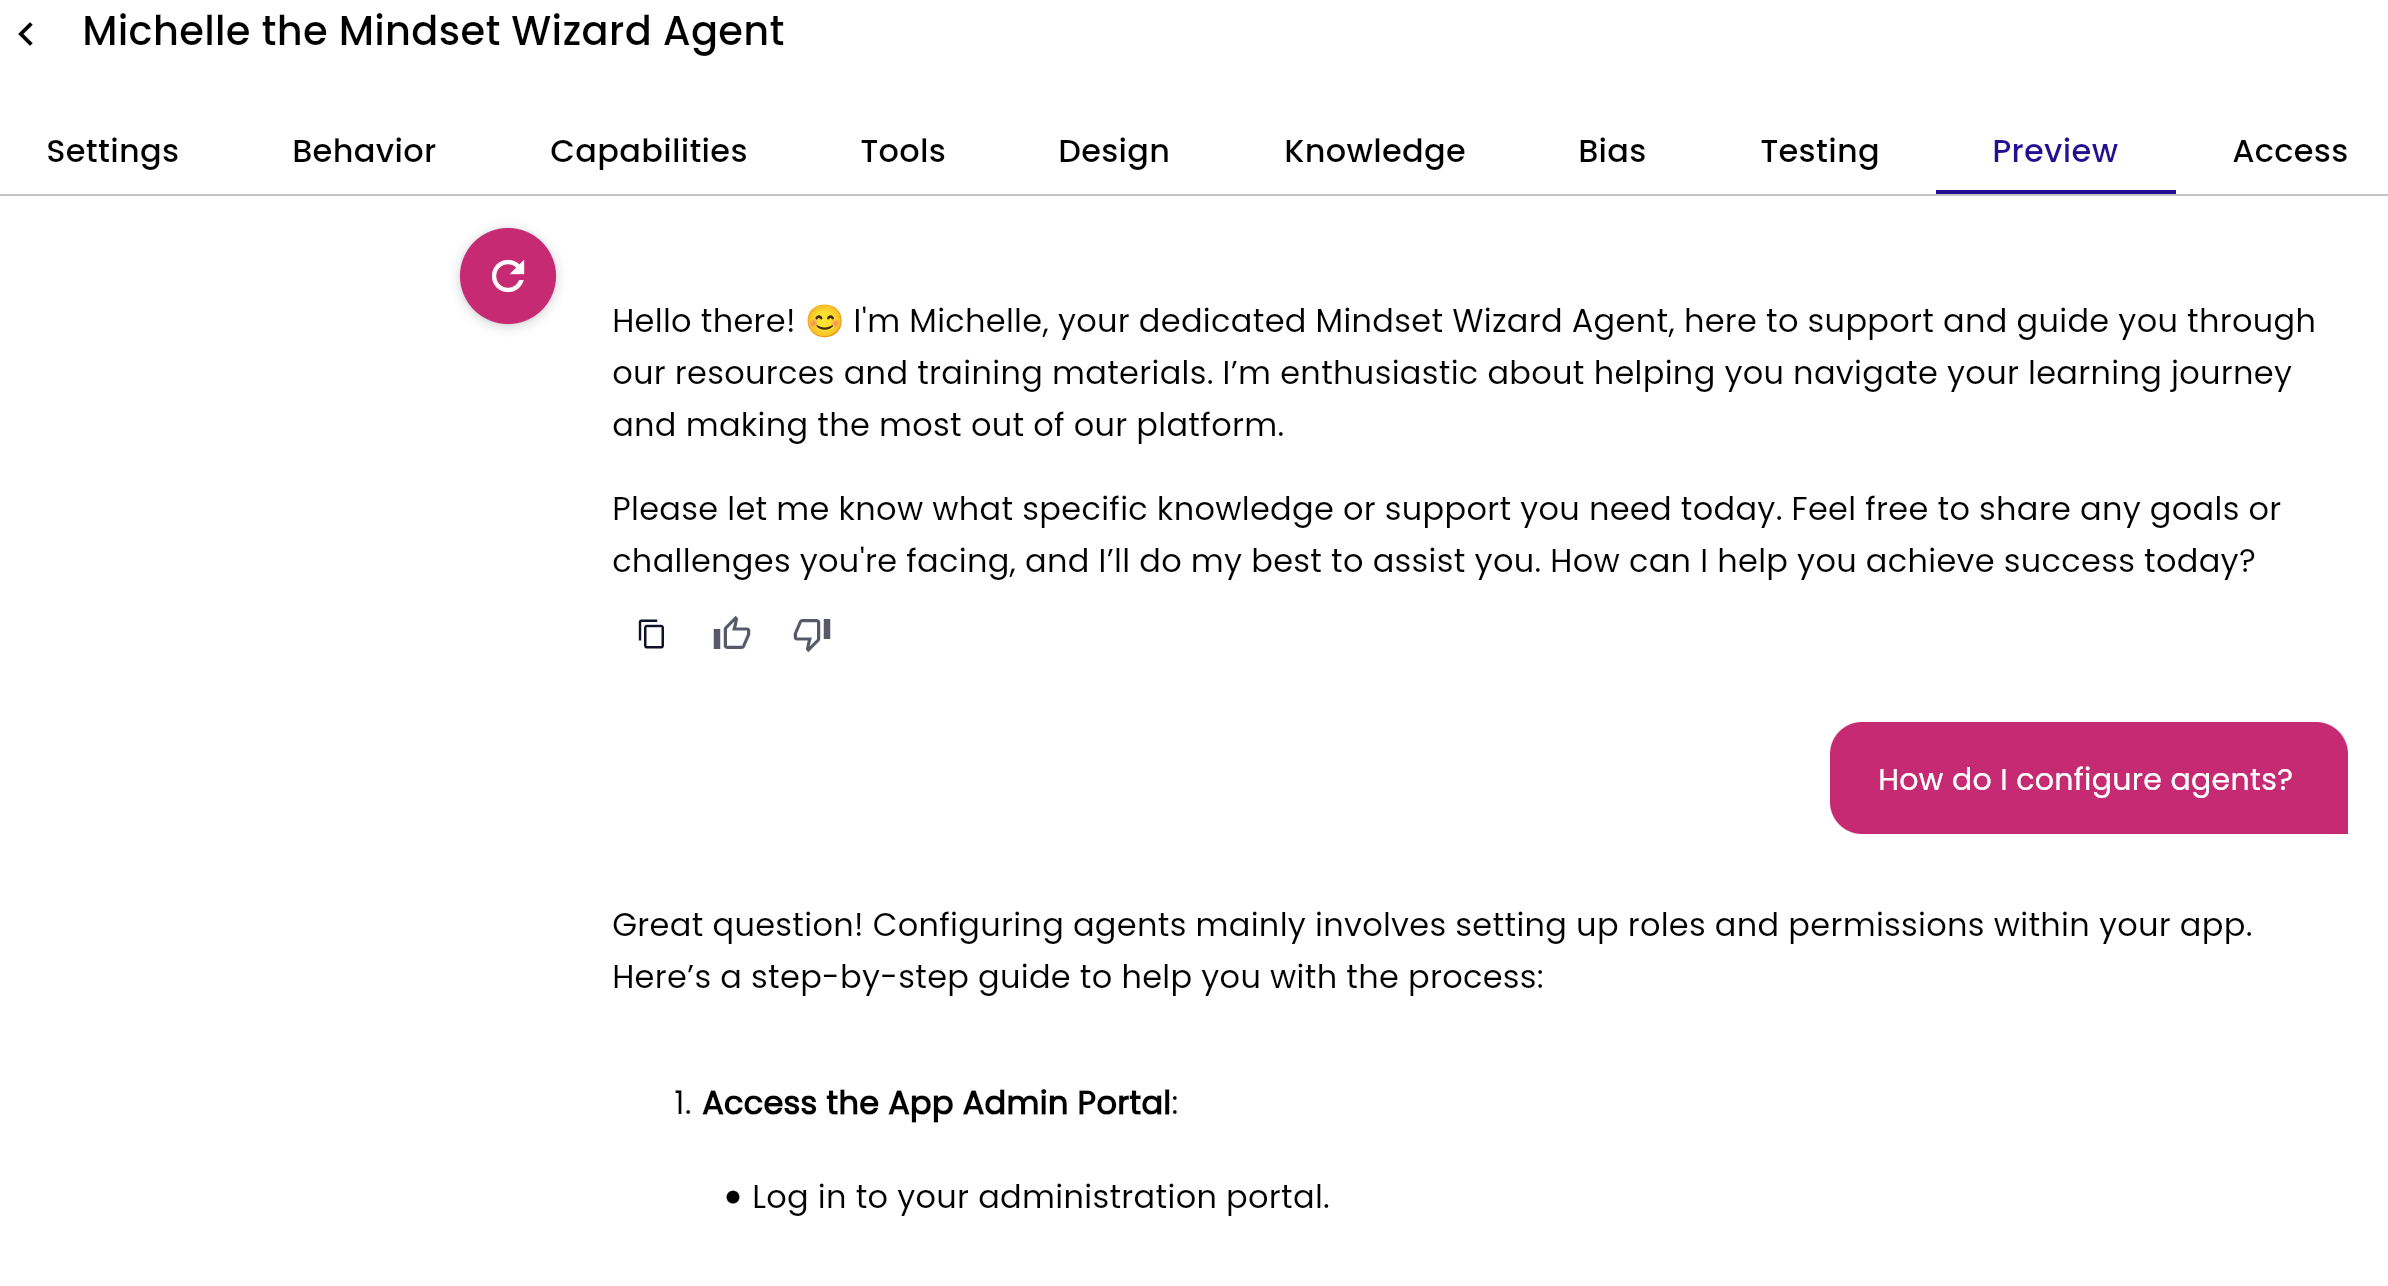 Michelle the Mindset Wizard Agent
Settings Behavior Capabilities Tools Design Knowledge Bias Testing Preview Access
Hello there! 😊 I'm Michelle, your dedicated Mindset Wizard Agent, here to support and guide you through
our resources and training materials. I’m enthusiastic about helping you navigate your learning journey
and making the most out of our platform.
Please let me know what specific knowledge or support you need today. Feel free to share any goals or
challenges you're facing, and I’ll do my best to assist you. How can I help you achieve success today?
How do I configure agents?
Great question! Configuring agents mainly involves setting up roles and permissions within your app.
Here’s a step-by-step guide to help you with the process:
1. Access the App Admin Portal:
• Log in to your administration portal.